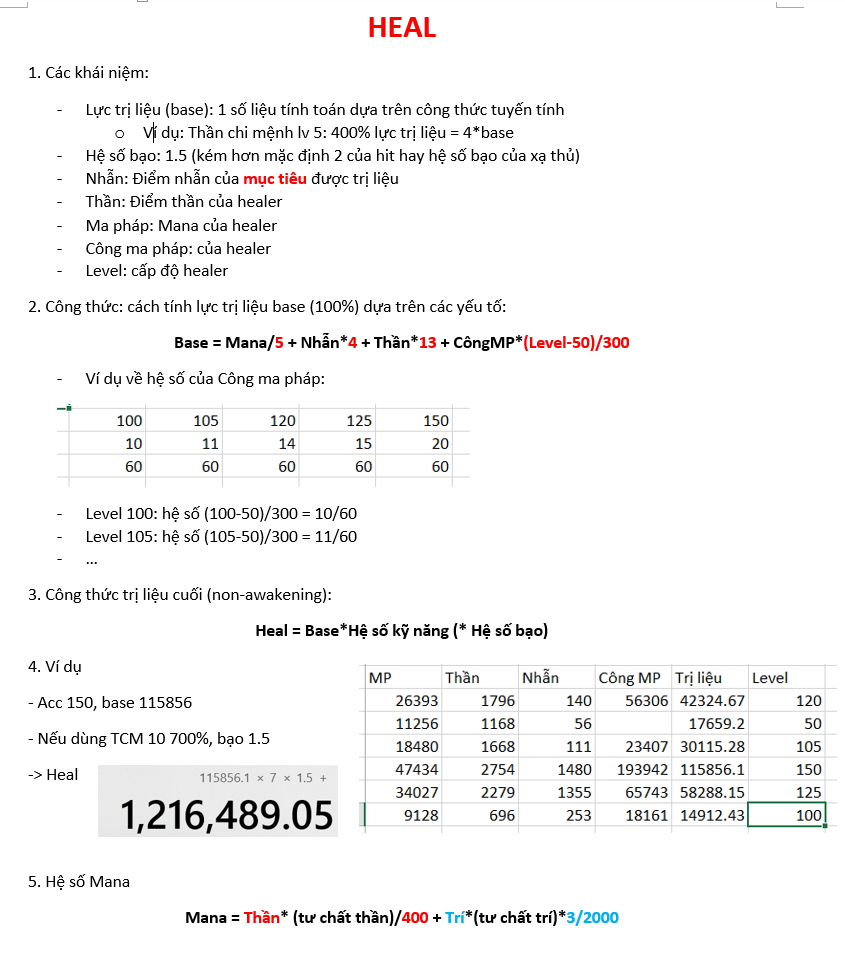 HEAL
1. Các khái niệm:
- Lực trị liệu (base): 1 số liệu tính toán dựa trên công thức tuyến tính
o Ví dụ: Thần chi mệnh lv 5: 400% lực trị liệu = 4*base
- Hệ số bạo: 1.5 (kém hơn mặc định 2 của hit hay hệ số bạo của xạ thủ)
- Nhẫn: Điểm nhẫn của mục tiêu được trị liệu
- Thần: Điểm thần của healer
- Ma pháp: Mana của healer
- Công ma pháp: của healer
- Level: cấp độ healer
2. Công thức: cách tính lực trị liệu base (100%) dựa trên các yếu tố:
Base = Mana/5 + Nhẫn*4 + Thần*13 + CôngMP*(Level-50)/300
- Ví dụ về hệ số của Công ma pháp:
100 105 120 125 150
10 11 14 15 20
60 60 60 60 60
- Level 100: hệ số (100-50)/300 = 10/60
- Level 105: hệ số (105-50)/300 = 11/60
- ...
3. Công thức trị liệu cuối (non-awakening):
Heal = Base*Hệ số kỹ năng (* Hệ số bạo)
4. Ví dụ
- Acc 150, base 115856
- Nếu dùng TCM 10 700%, bạo 1.5
-> Heal
115856.1 × 7 × 1.5 +
1,216,489.05
MP Thần Nhẫn Công MP Trị liệu Level
26393 1796 140 56306 42324.67 120
11256 1168 56 17659.2 50
18480 1668 111 23407 30115.28 105
47434 2754 1480 193942 115856.1 150
34027 2279 1355 65743 58288.15 125
9128 696 253 18161 14912.43 100
5. Hệ số Mana
Mana = Thần* (tư chất thần)/400 + Trí*(tư chất trí)*3/2000